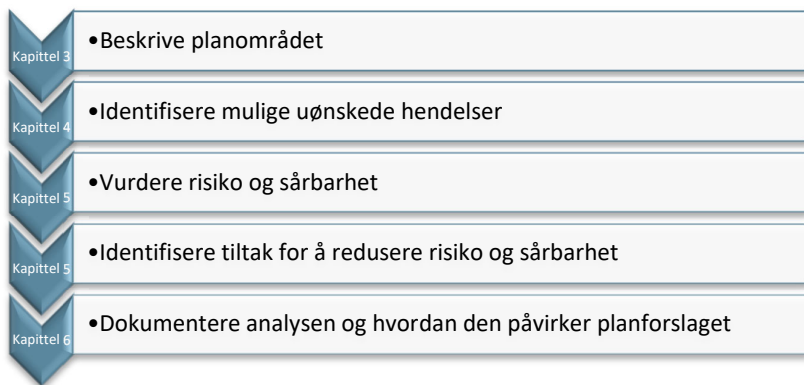 Kapittel 3
•Beskrive planområdet
Kapittel 4
•Identifisere mulige uønskede hendelser
Kapittel 5
•Vurdere risiko og sårbarhet
Kapittel 5
•Identifisere tiltak for å redusere risiko og sårbarhet
Kapittel 6
•Dokumentere analysen og hvordan den påvirker planforslaget